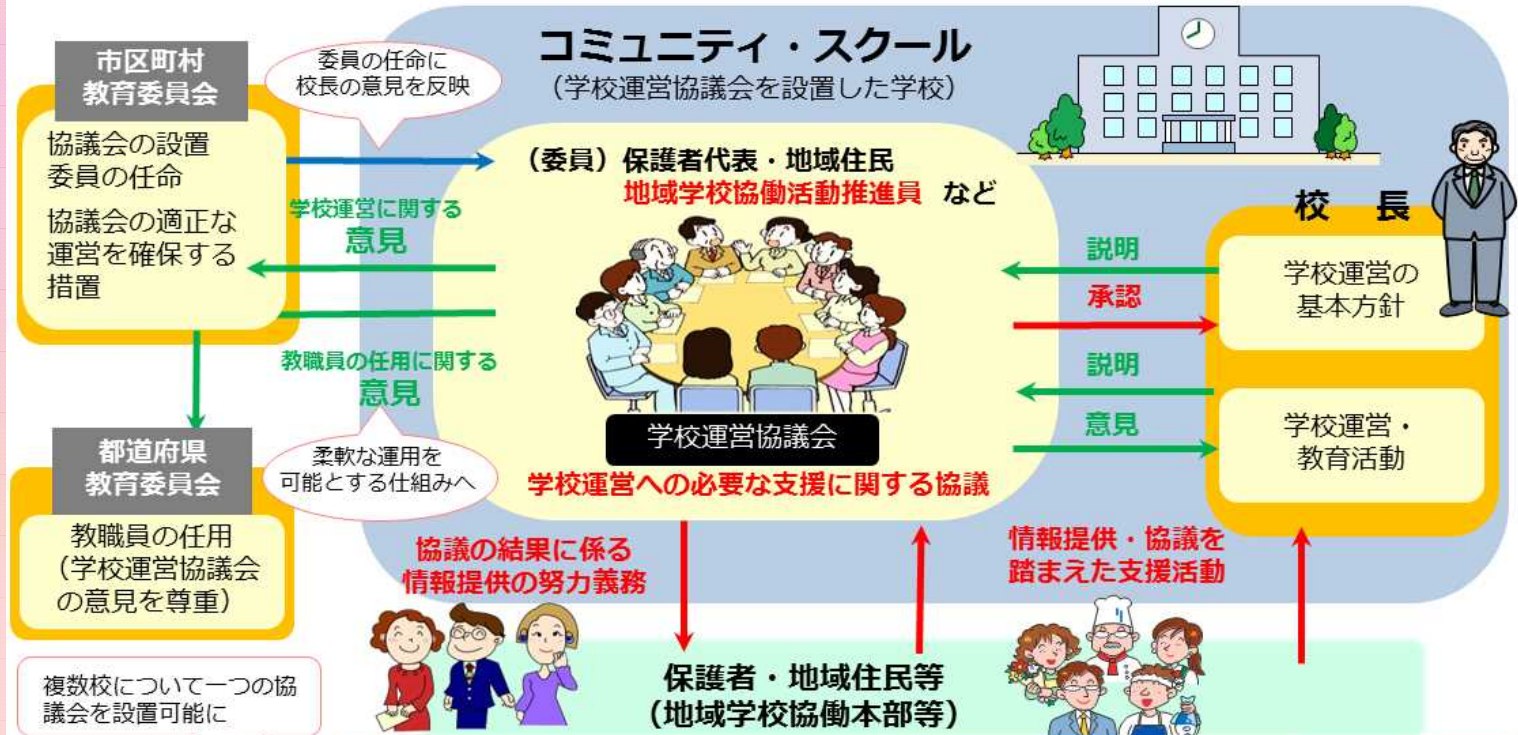 コミュニティ・スクール
(学校運営協議会を設置した学校)
市区町村
教育委員会
協議会の設置
委員の任命
協議会の適正な
運営を確保する
措置
委員の任命に
校長の意見を反映
学校運営に関する
意見
教職員の任用に関する
意見
柔軟な運用を
可能とする仕組みへ
都道府県
教育委員会
教職員の任用
(学校運営協議会
の意見を尊重)
複数校について一つの協
議会を設置可能に
(委員)保護者代表・地域住民
地域学校協働活動推進員 など
学校運営協議会
学校運営への必要な支援に関する協議
説明
承認
説明
意見
校 長
学校運営の
基本方針
学校運営・
教育活動
協議の結果に係る
情報提供の努力義務
情報提供・協議を
踏まえた支援活動
保護者・地域住民等
(地域学校協働本部等)